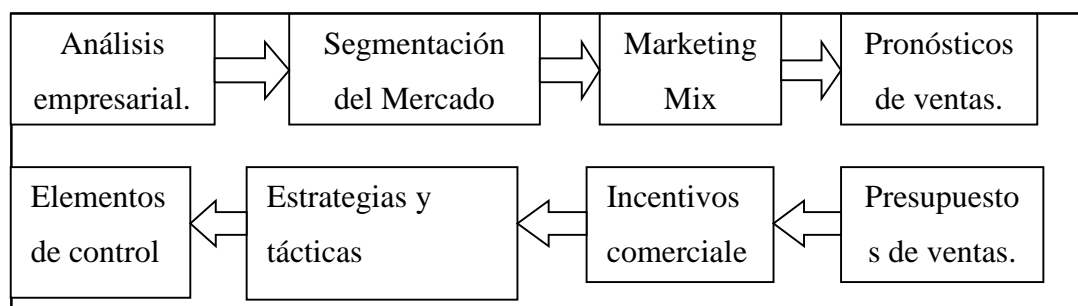 Análisis
empresarial.
Segmentación
del Mercado
Marketing
Mix
Pronósticos
de ventas.
Elementos
de control
Estrategias y
tácticas
Incentivos
comerciale
Presupuesto
s de ventas.